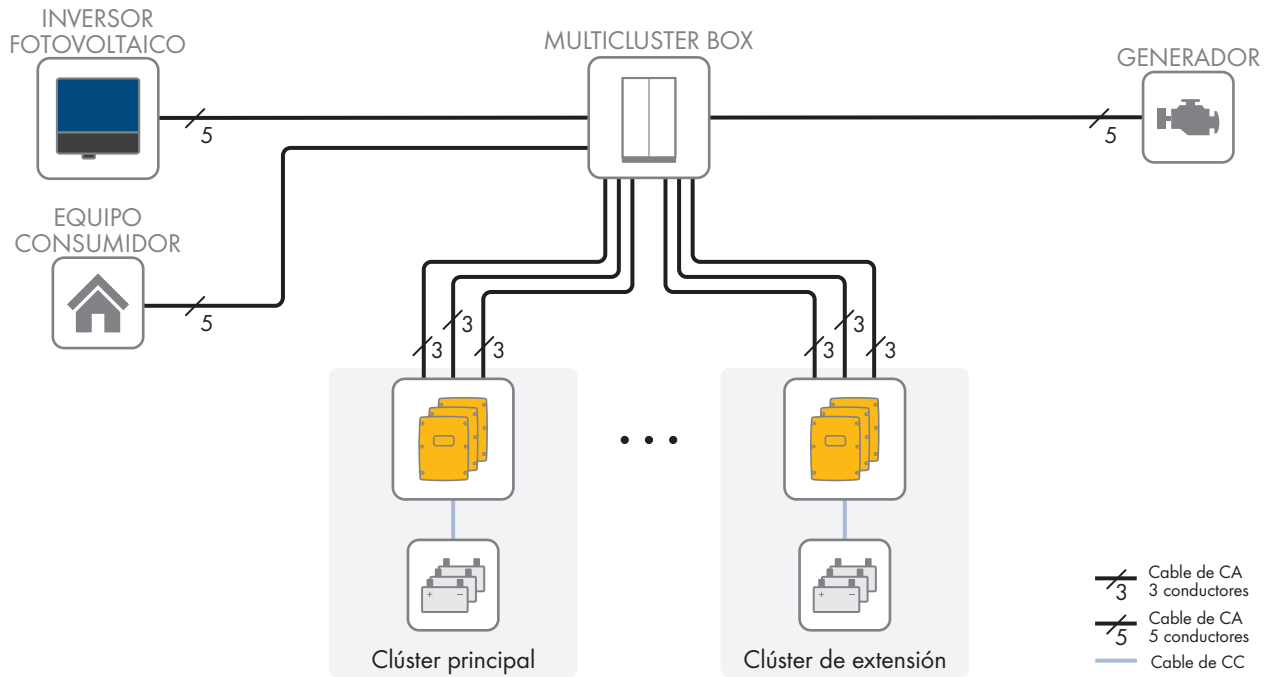 INVERSOR
FOTOVOLTAICO
MULTICLUSTER BOX
GENERADOR
5
5
EQUIPO
CONSUMIDOR
5
3
3
3
3
3
3
+ −
+ −
Clúster principal
Clúster de extensión
3
Cable de CA
3 conductores
5
Cable de CA
5 conductores
Cable de CC